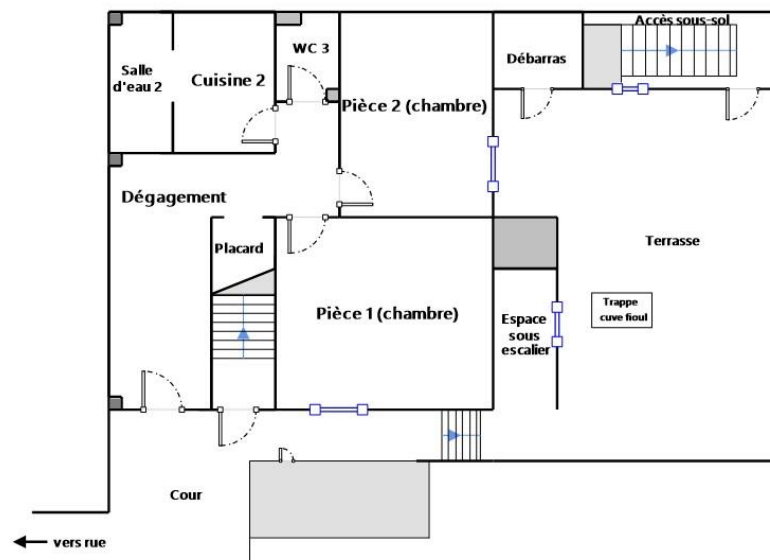 Accès sous-sol
WC 3
Salle
d'eau 2
Cuisine 2
Débarras
Pièce 2 (chambre)
Dégagement
Placard
Terrasse
Pièce 1 (chambre)
Espace
sous
escalier
Trappe
cuve fioul
Cour
vers rue